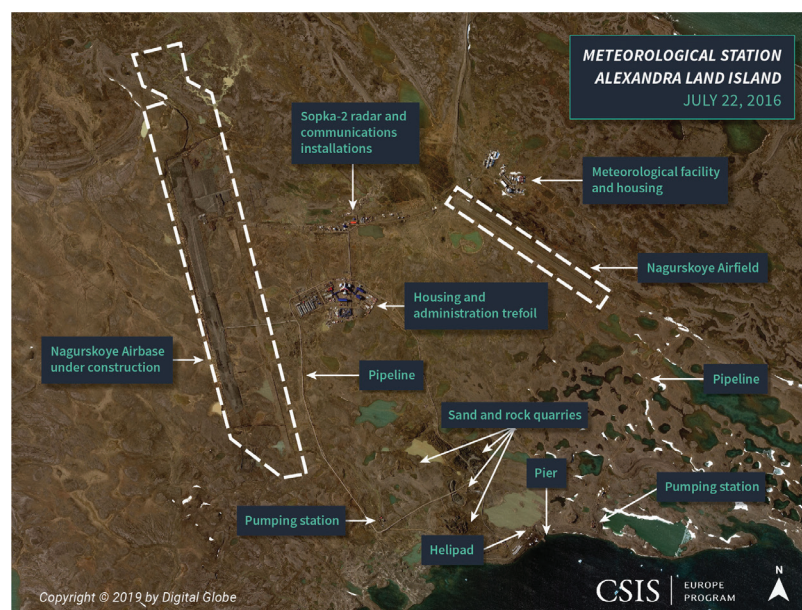 METEOROLOGICAL STATION
ALEXANDRA LAND ISLAND
JULY 22, 2016
Sopka-2 radar and
communications
installations
Meteorological facility
and housing
Nagurskoye Airfield
Housing and
administration trefoil
Nagurskoye Airbase
under construction
Pipeline
Pipeline
Sand and rock quarries
Pier
Pumping station
Pumping station
Helipad
Copyright © 2019 by Digital Globe
CSIS
EUROPE
PROGRAM
N